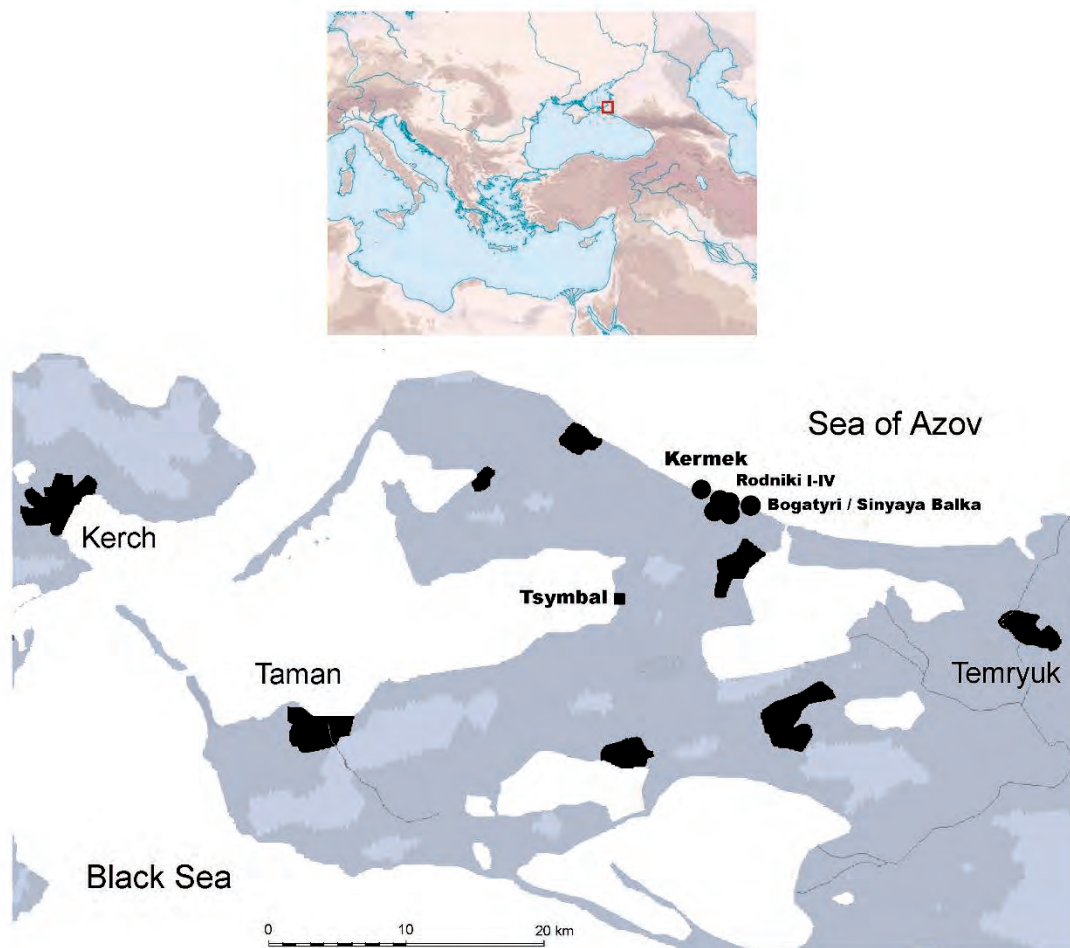 Sea of Azov
Kermek
Rodniki I-IV
Bogatyri / Sinyaya Balka
Kerch
Tsymbal
Taman
Temryuk
Black Sea
0 10 20 km